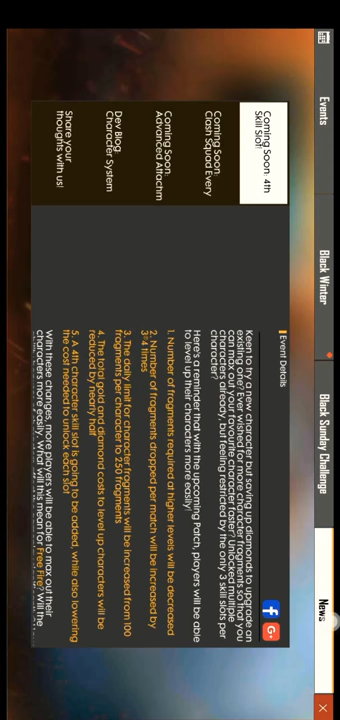 Events
Black Winter
Black Sunday Challenge
News
X
Coming Soon: 4th
Skill Slot!
Coming Soon:
Clash Squad Every
Coming Soon:
Advanced Attachm
Dev Blog:
Character System
Share your
thoughts with us!
Event Details
f G+
Keen to try a new character but saving up diamonds to upgrade an
existing one? Ever wished for more character fragments so that you
can max out your favourite character faster? Unlocked multiple
characters already, but feeling restricted by the only 3 skill slots per
character?
Here's a reminder that with the upcoming Patch, players will be able
to level up their characters more easily!
1. Number of fragments required at higher levels will be decreased
2. Number of fragments dropped per match will be increased by
3~4 times
3. The daily limit for character fragments will be increased from 100
fragments per character to 250 fragments
4. The total gold and diamond costs to level up characters will be
reduced by nearly half
5. A 4th character skill slot is going to be added, while also lowering
the cost needed to unlock each slot
With these changes, more players will be able to max out their
characters more easily. What will this mean for Free Fire? Will the